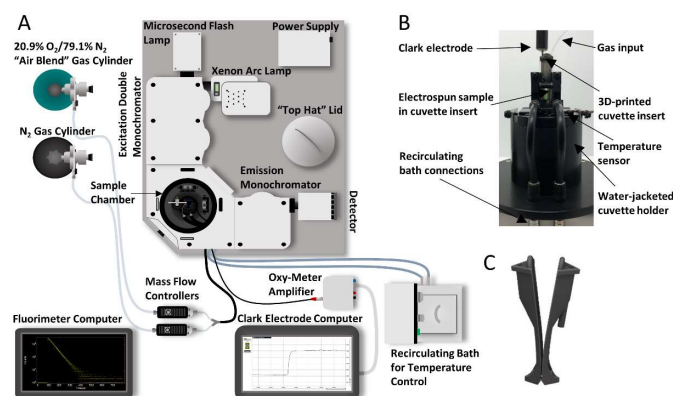 A
Microsecond Flash
Lamp
Power Supply
20.9% O₂/79.1% N₂
"Air Blend" Gas Cylinder
Xenon Arc Lamp
Excitation Double
Monochromator
"Top Hat" Lid
N₂ Gas Cylinder
Emission
Monochromator
Sample
Chamber
Detector
Oxy-Meter
Amplifier
Mass Flow
Controllers
Fluorimeter Computer
Clark Electrode Computer
Recirculating Bath
for Temperature
Control
B
Clark electrode
Gas input
Electrospun sample
in cuvette insert
3D-printed
cuvette insert
Temperature
sensor
Recirculating
bath connections
Water-jacketed
cuvette holder
C